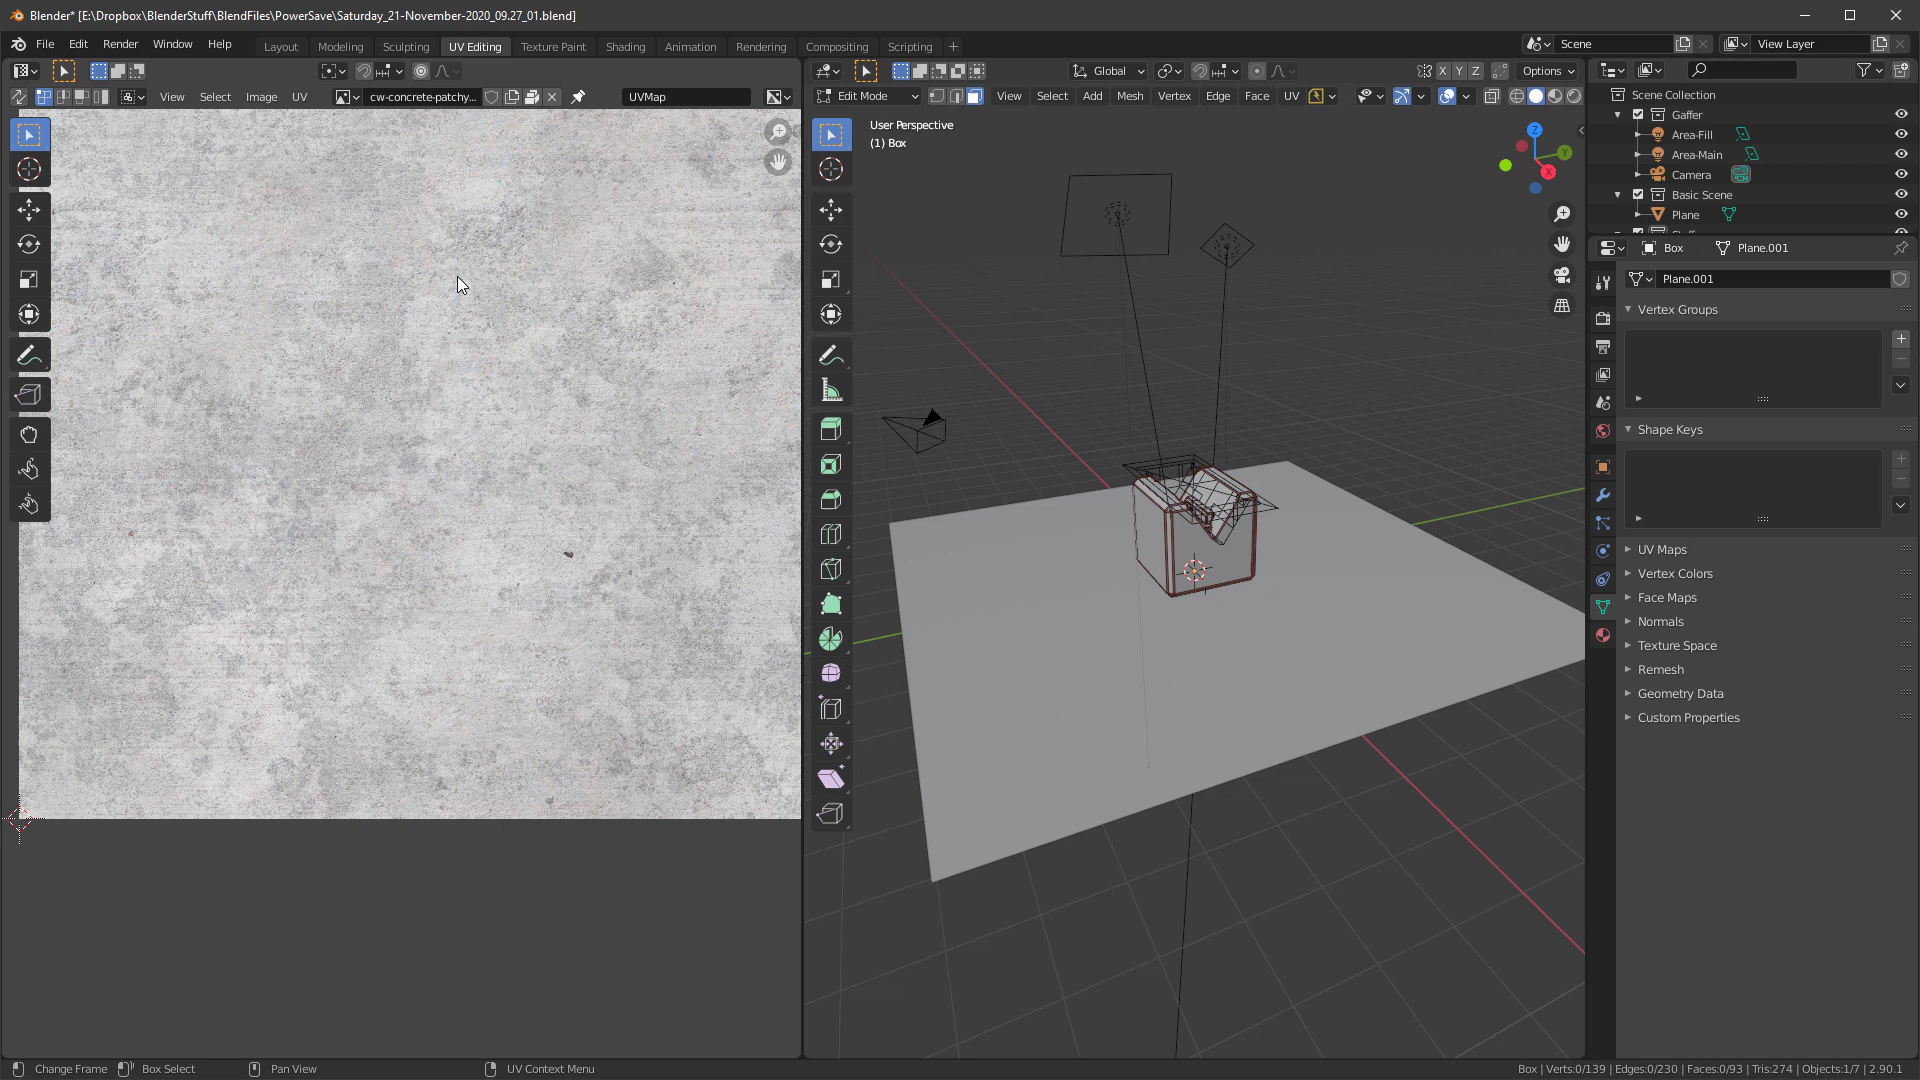 Blender* [E:\Dropbox\BlenderStuff\BlendFiles\PowerSave\Saturday_21-November-2020_09.27_01.blend]
File Edit Render Window Help Layout Modeling Sculpting UV Editing Texture Paint Shading Animation Rendering Compositing Scripting + Scene View Layer
Global X Y Z Options
View Select Image UV cw-concrete-patchy... UVMap Edit Mode View Select Add Mesh Vertex Edge Face UV
Scene Collection
Gaffer
Area-Fill
Area-Main
Camera
Basic Scene
Plane
User Perspective
(1) Box
Z
Y
X
Box Plane.001
Plane.001
Vertex Groups
Shape Keys
UV Maps
Vertex Colors
Face Maps
Normals
Texture Space
Remesh
Geometry Data
Custom Properties
Change Frame Box Select Pan View UV Context Menu Box | Verts:0/139 | Edges:0/230 | Faces:0/93 | Tris:274 | Objects:1/7 | 2.90.1